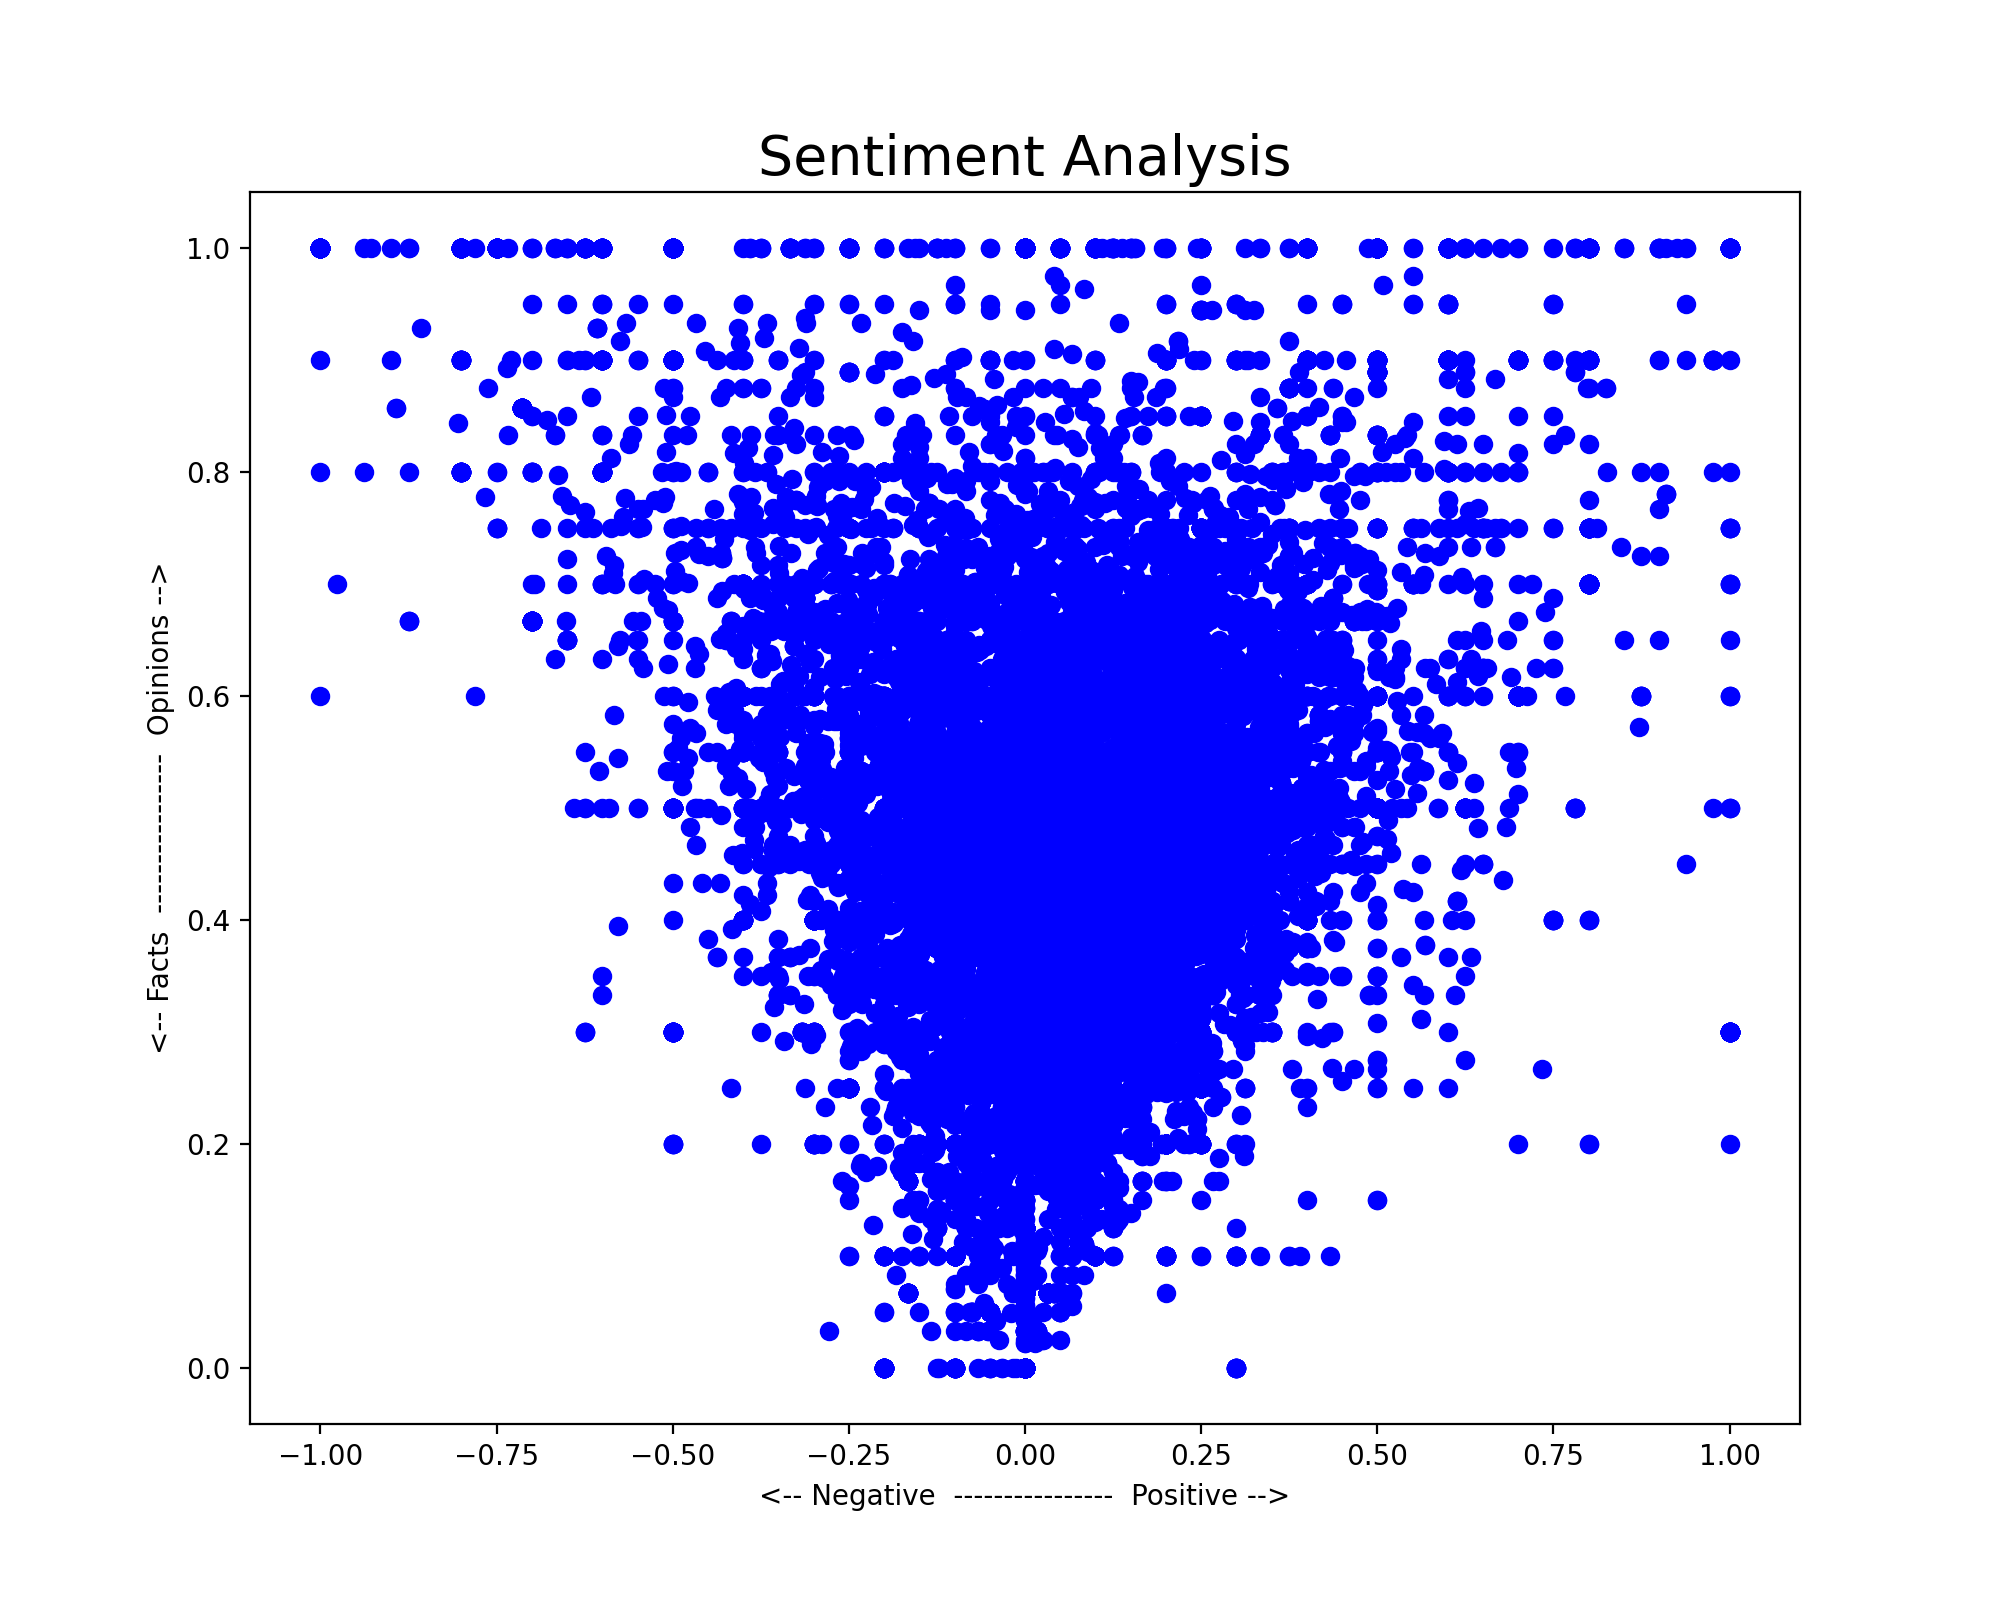 Sentiment Analysis
1.0
0.8
0.6
0.4
0.2
0.0
<-- Facts  ---------------  Opinions -->
−1.00 −0.75 −0.50 −0.25 0.00 0.25 0.50 0.75 1.00
<-- Negative  ---------------  Positive -->